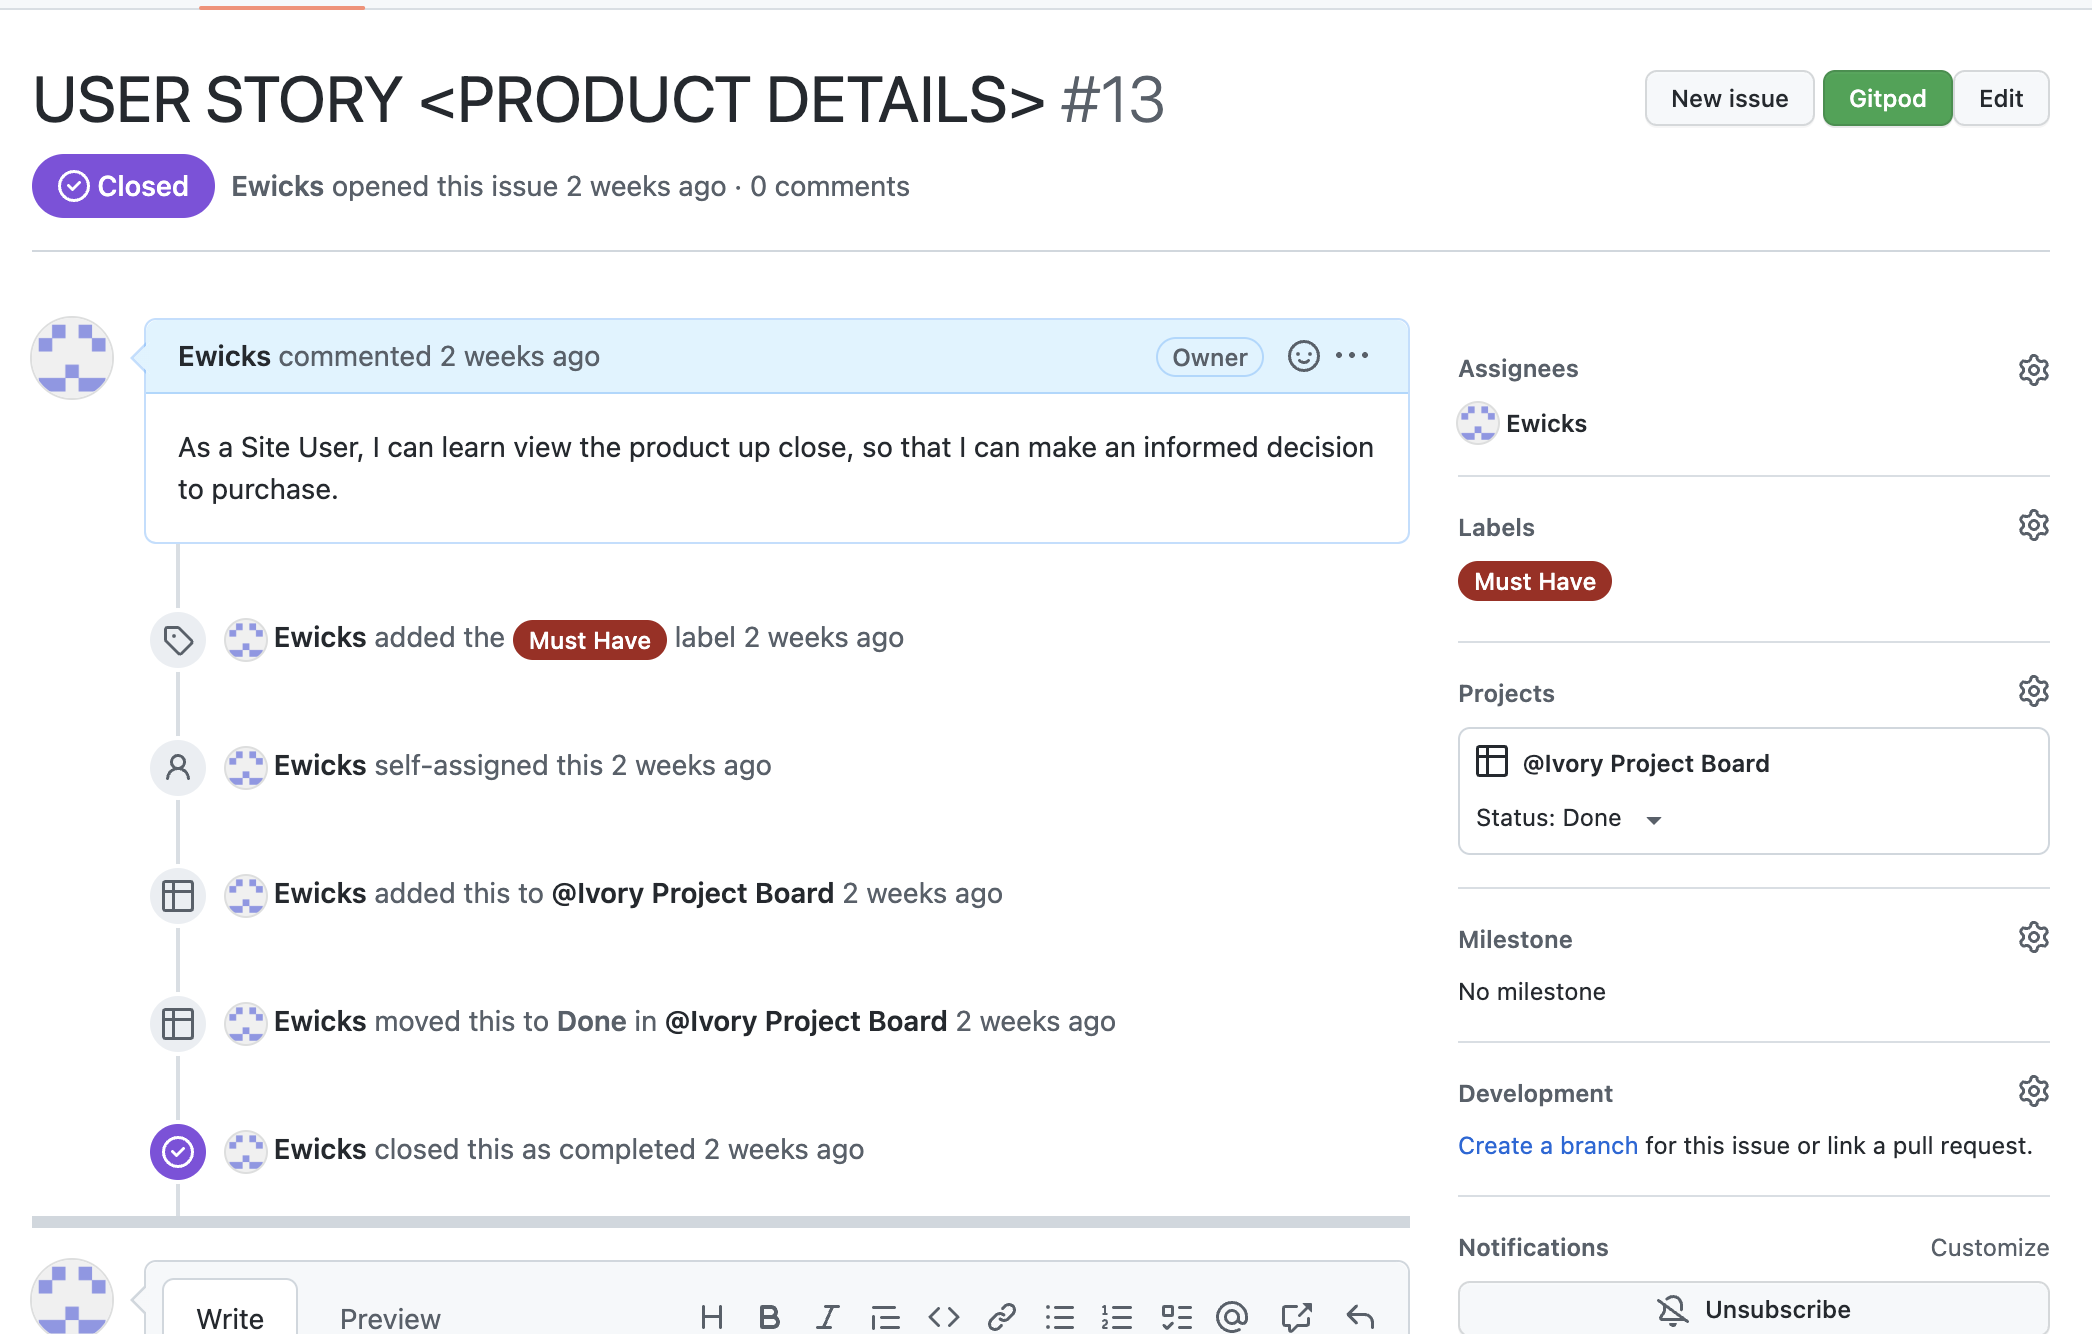 USER STORY <PRODUCT DETAILS> #13
New issue
Gitpod
Edit
Closed
Ewicks opened this issue 2 weeks ago · 0 comments
Ewicks commented 2 weeks ago
Owner
As a Site User, I can learn view the product up close, so that I can make an informed decision
to purchase.
Ewicks added the Must Have label 2 weeks ago
Ewicks self-assigned this 2 weeks ago
Ewicks added this to @Ivory Project Board 2 weeks ago
Ewicks moved this to Done in @Ivory Project Board 2 weeks ago
Ewicks closed this as completed 2 weeks ago
Write
Preview
Assignees
Ewicks
Labels
Must Have
Projects
@Ivory Project Board
Status: Done
Milestone
No milestone
Development
Create a branch for this issue or link a pull request.
Notifications
Customize
Unsubscribe